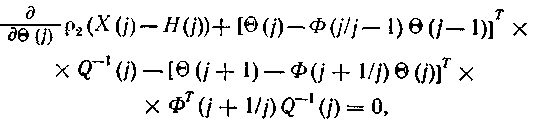 ∂/∂Θ (j) ρ₂ (X (j) − H (j)) + [Θ (j) − Φ (j/j − 1) Θ (j − 1)]ᵀ ×
× Q⁻¹ (j) − [Θ (j + 1) − Φ (j + 1/j) Θ (j)]ᵀ ×
× Φᵀ (j + 1/j) Q⁻¹ (j) = 0,